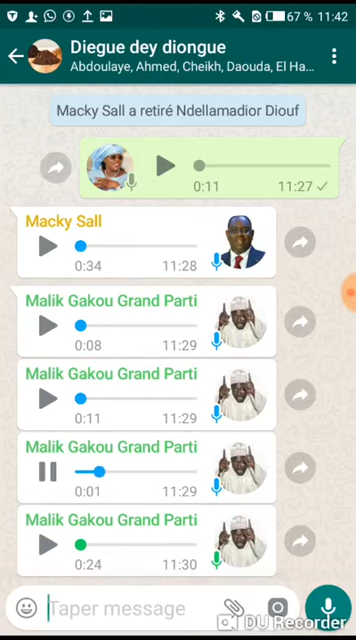 67 % 11:42
Diegue dey diongue
Abdoulaye, Ahmed, Cheikh, Daouda, El Ha...
Macky Sall a retiré Ndellamadior Diouf
0:11 11:27
Macky Sall
0:34 11:28
Malik Gakou Grand Parti
0:08 11:29
Malik Gakou Grand Parti
0:11 11:29
Malik Gakou Grand Parti
0:01 11:29
Malik Gakou Grand Parti
0:24 11:30
Taper message
DU Recorder